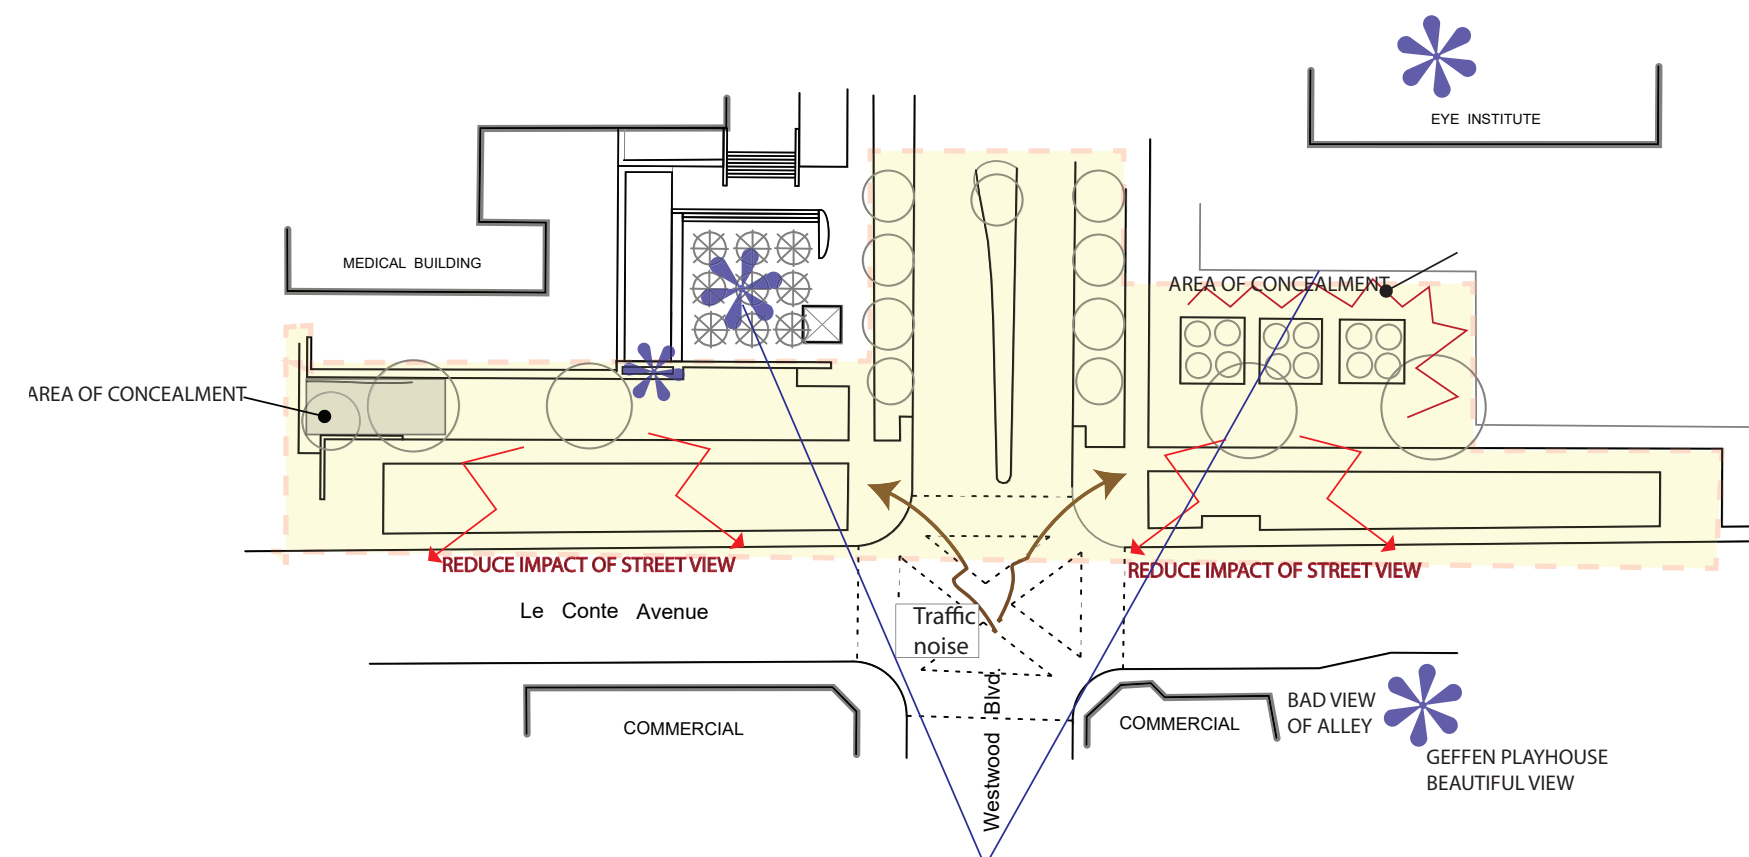 EYE INSTITUTE
MEDICAL BUILDING
AREA OF CONCEALMENT
AREA OF CONCEALMENT
REDUCE IMPACT OF STREET VIEW
REDUCE IMPACT OF STREET VIEW
Le Conte Avenue
Traffic
noise
Westwood Blvd
COMMERCIAL
COMMERCIAL
BAD VIEW
OF ALLEY
GEFFEN PLAYHOUSE
BEAUTIFUL VIEW